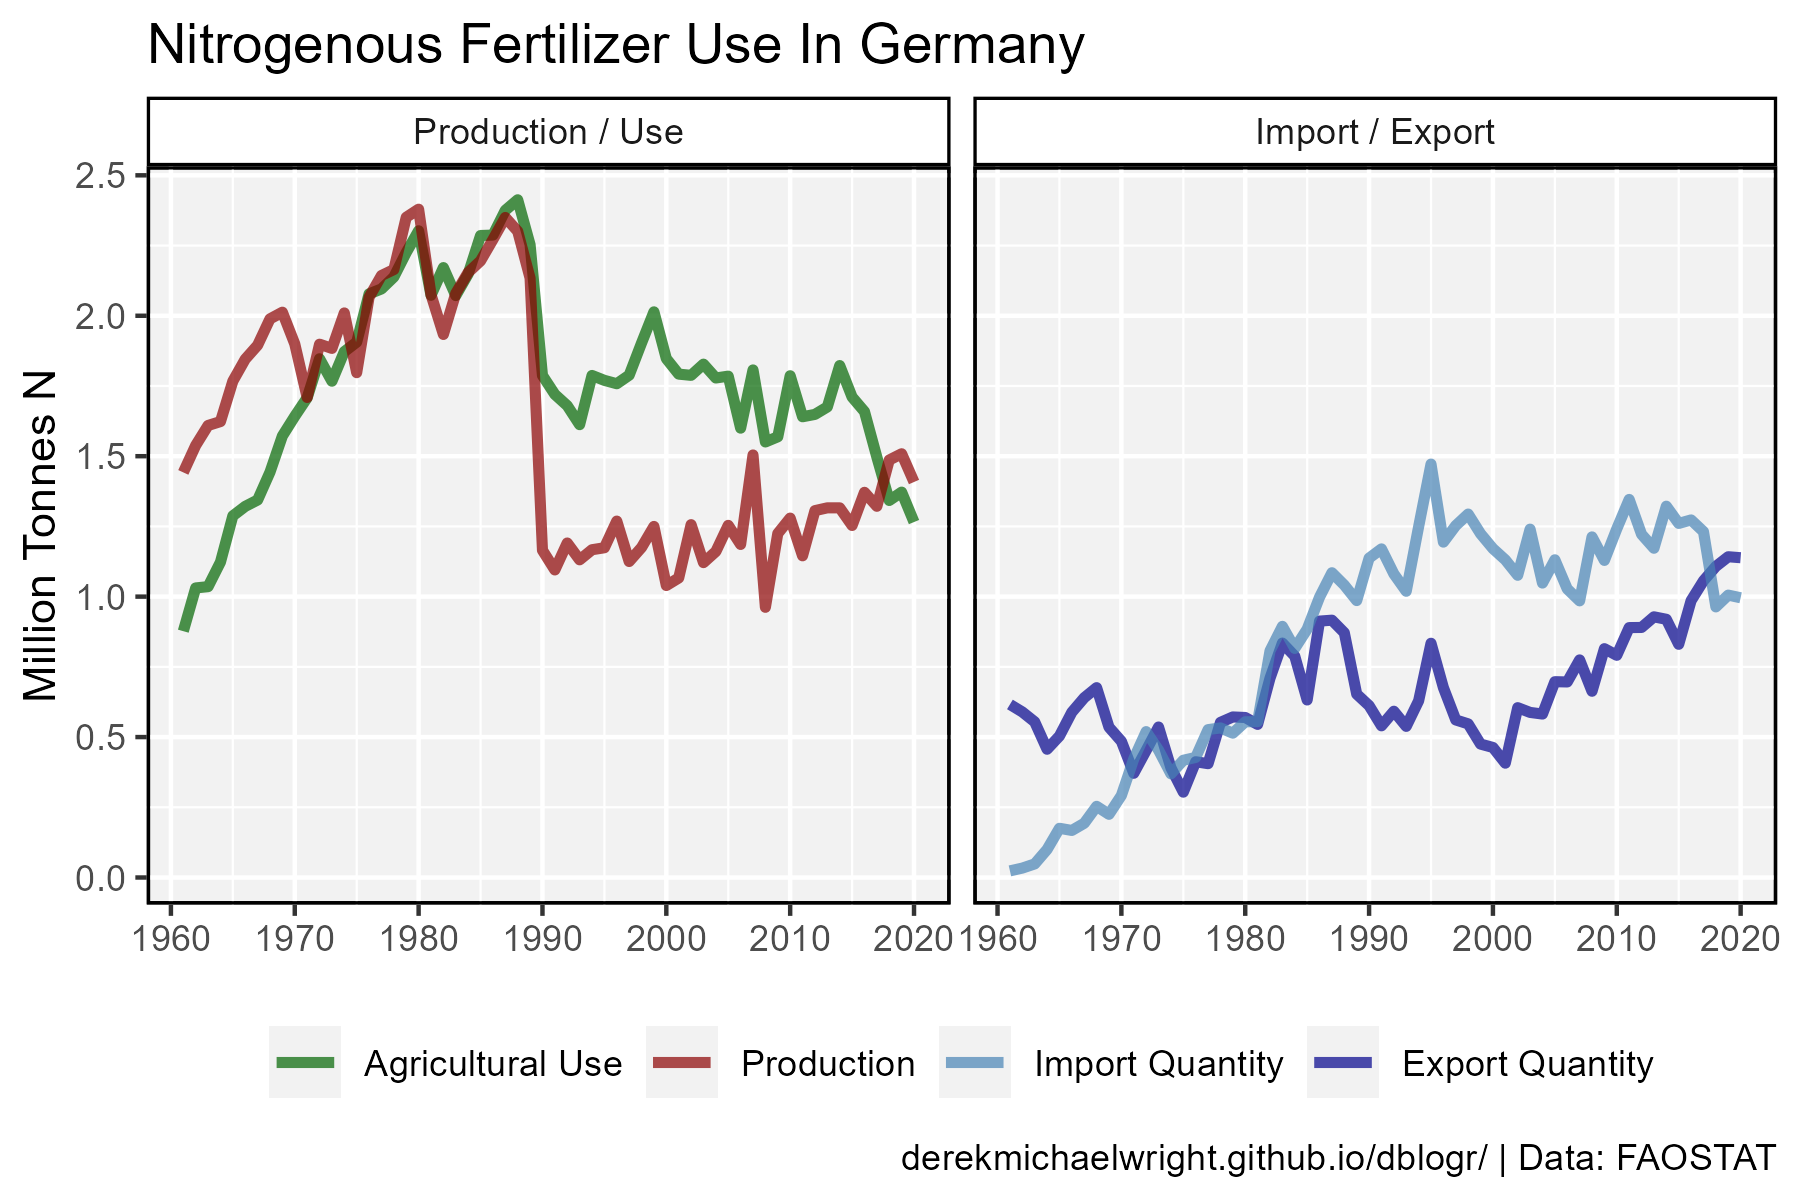 Nitrogenous Fertilizer Use In Germany
Production / Use
Import / Export
Million Tonnes N
2.5
2.0
1.5
1.0
0.5
0.0
1960 1970 1980 1990 2000 2010 2020
1960 1970 1980 1990 2000 2010 2020
Agricultural Use Production Import Quantity Export Quantity
derekmichaelwright.github.io/dblogr/ | Data: FAOSTAT